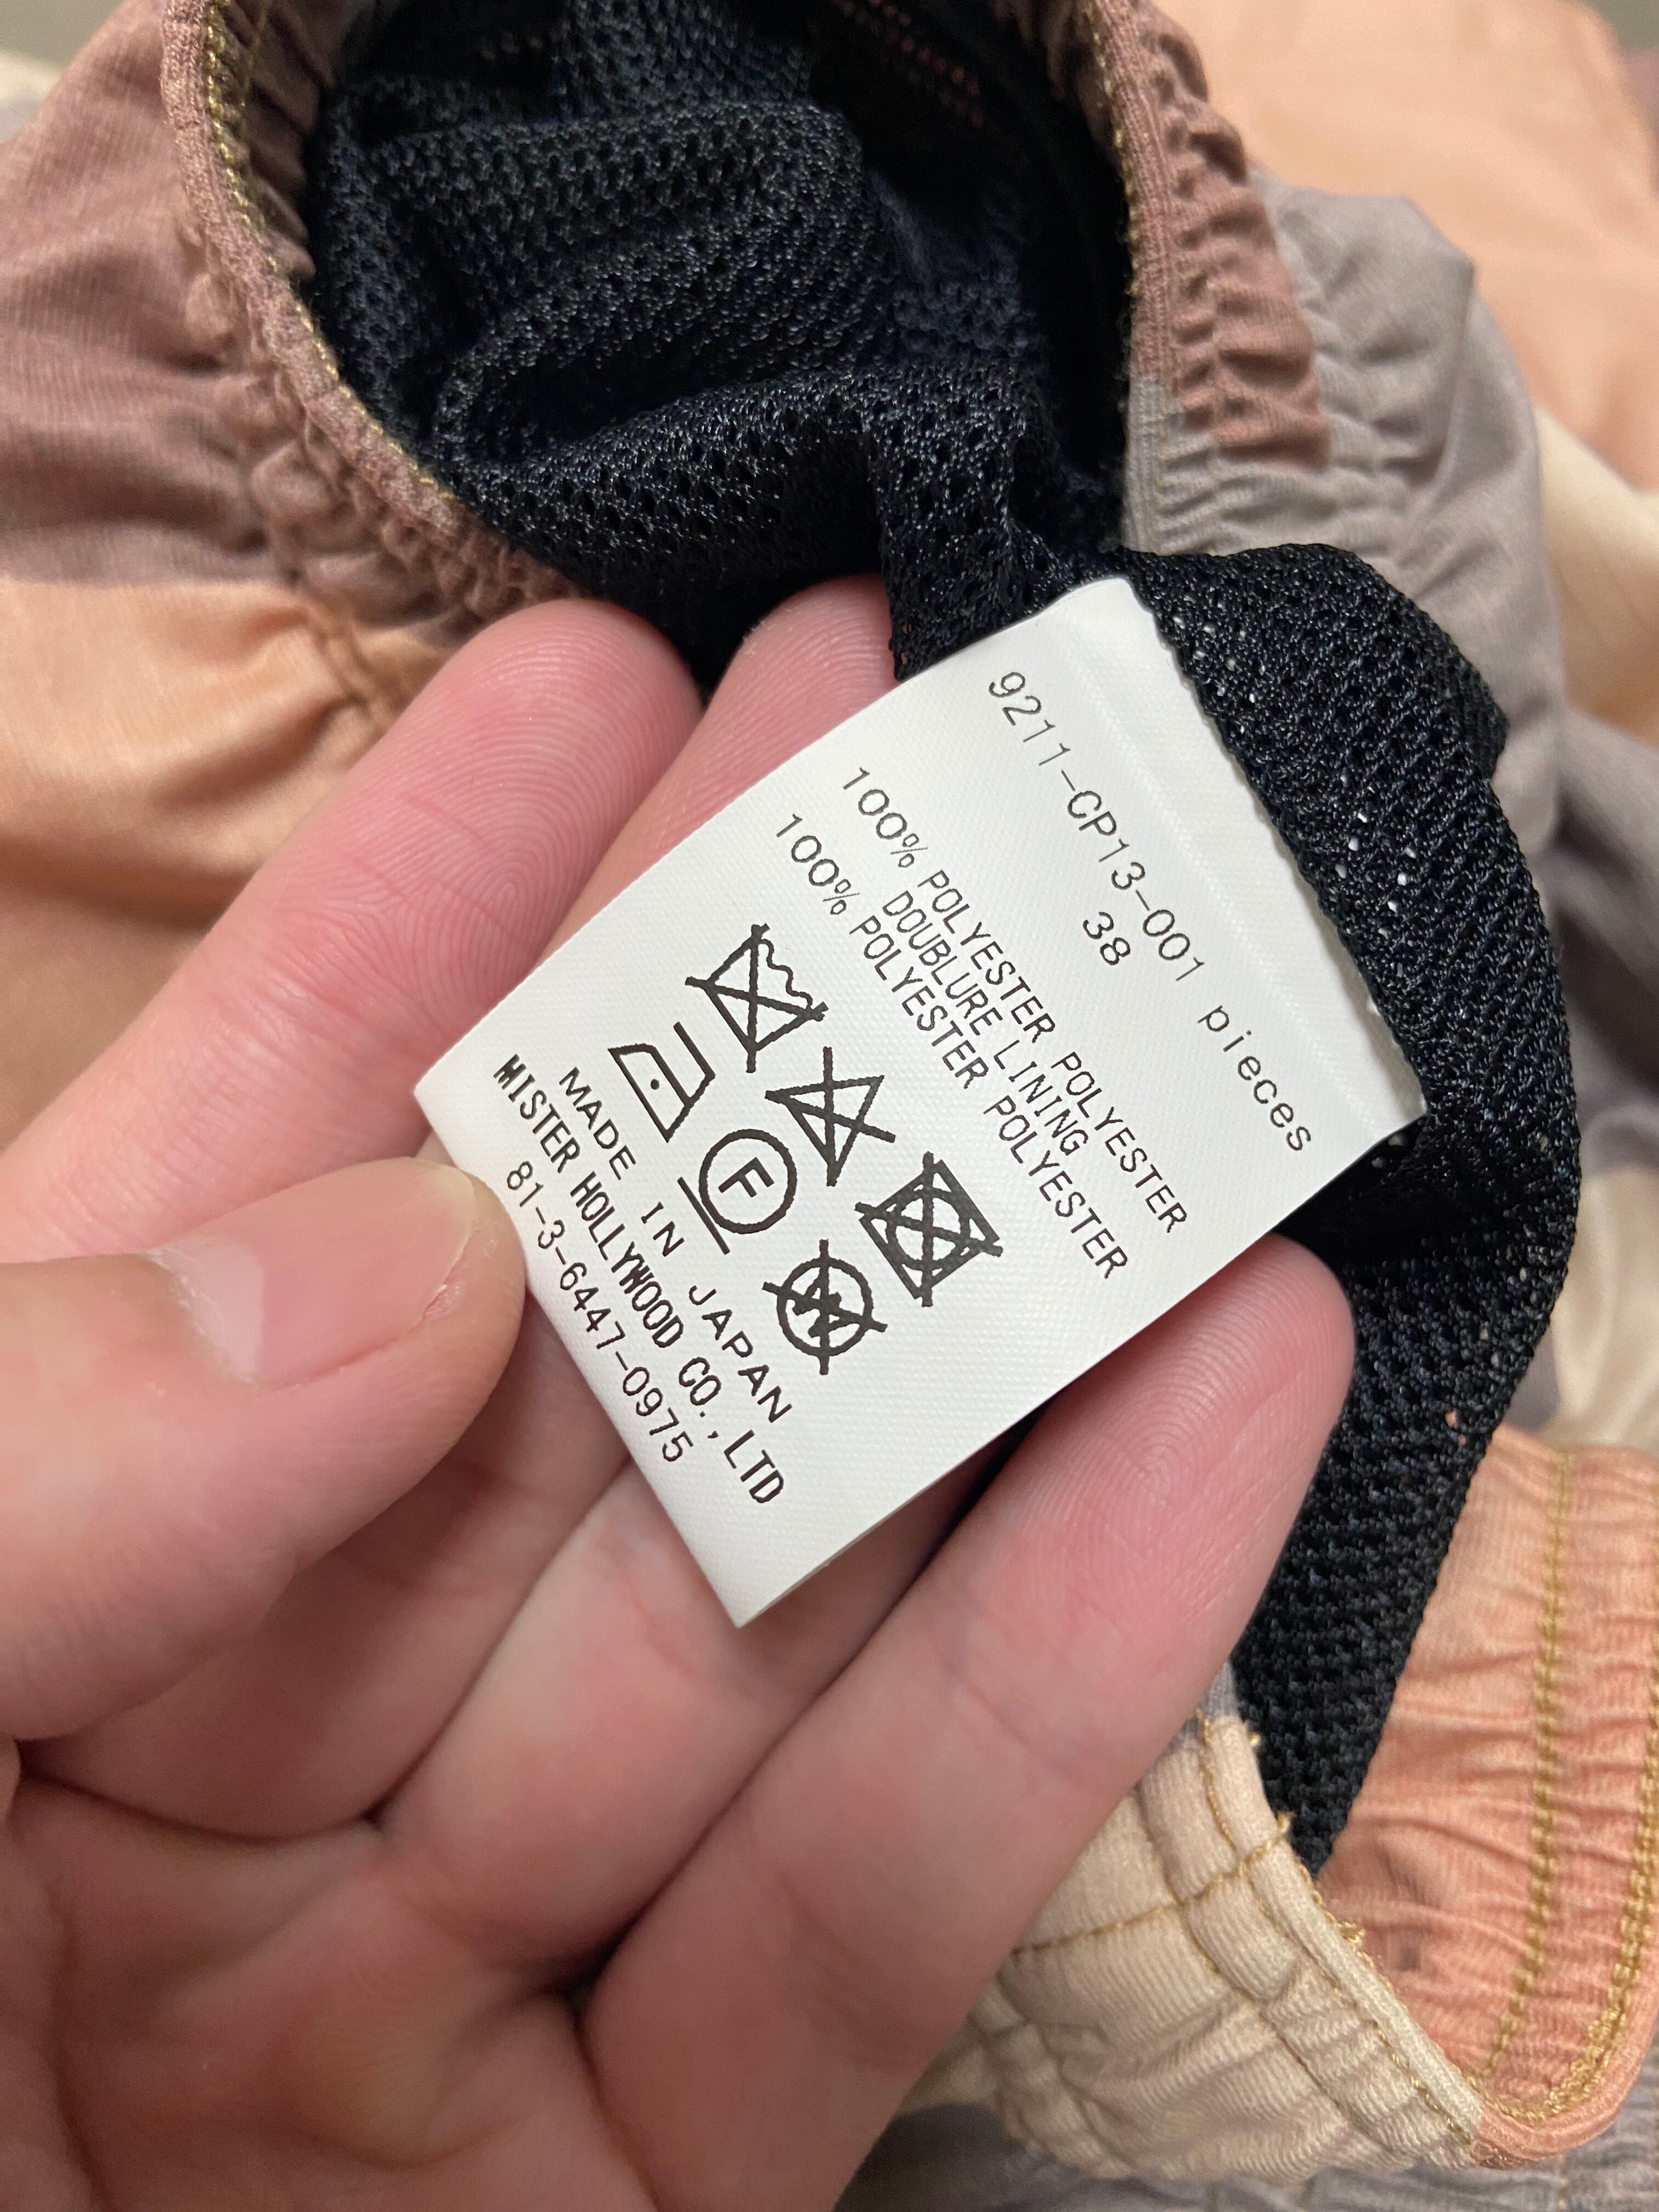 9211-CP13-001 pieces
38
100% POLYESTER POLYESTER
DOUBLURE LINING
100% POLYESTER POLYESTER
F
W
MADE IN JAPAN
MISTER HOLLYWOOD CO.,LTD
81-3-6447-0975